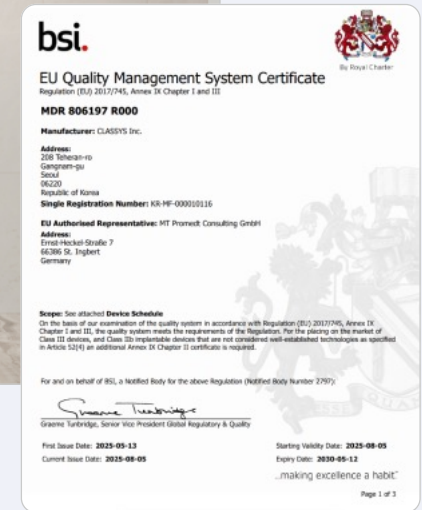 bsi.
By Royal Charter
EU Quality Management System Certificate
Regulation (EU) 2017/745, Annex IX Chapter I and III
MDR 806197 R000
Manufacturer: CLASSYS Inc.
Address:
208 Teheran-ro
Gangnam-gu
Seoul
06220
Republic of Korea
Single Registration Number: KR-MF-000010116
EU Authorised Representative: MT Promedt Consulting GmbH
Address:
Ernst-Heckel-Straße 7
66386 St. Ingbert
Germany
Scope: See attached Device Schedule
On the basis of our examination of the quality system in accordance with Regulation (EU) 2017/745, Annex IX
Chapter I and III, the quality system meets the requirements of the Regulation. For the placing on the market of
Class III devices, and Class IIb implantable devices that are not considered well-established technologies as specified
in Article 52(4) an additional Annex IX Chapter II certificate is required.
For and on behalf of BSI, a Notified Body for the above Regulation (Notified Body Number 2797):
Graeme Tunbridge
Graeme Tunbridge, Senior Vice President Global Regulatory & Quality
First Issue Date: 2025-05-13
Starting Validity Date: 2025-08-05
Current Issue Date: 2025-08-05
Expiry Date: 2030-05-12
...making excellence a habit.™
Page 1 of 3